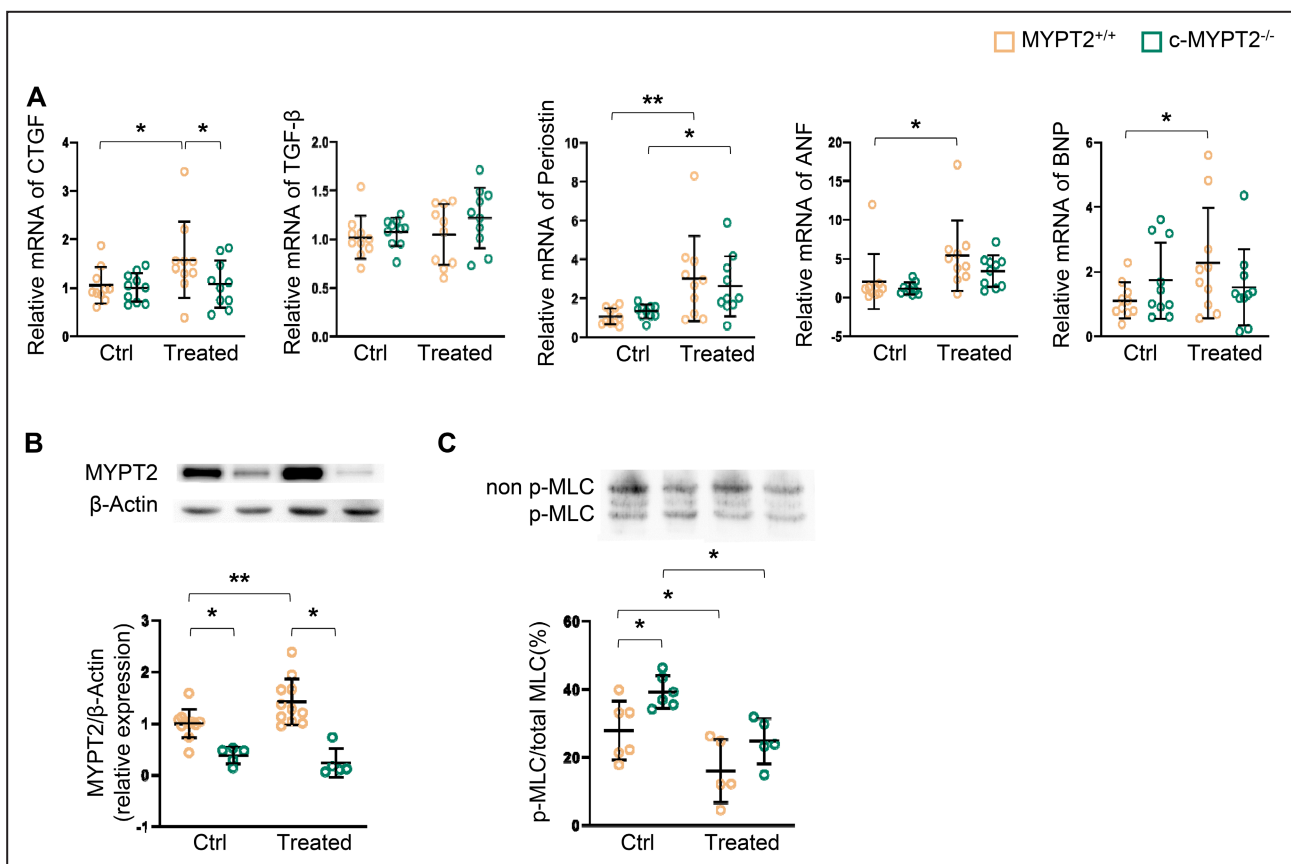 MYPT2+/+ c-MYPT2-/-
A
Relative mRNA of CTGF
4
3
2
1
0
Ctrl Treated
* *
Relative mRNA of TGF-β
2.0
1.5
1.0
0.5
0.0
Ctrl Treated
Relative mRNA of Periostin
10
8
6
4
2
0
Ctrl Treated
**
*
Relative mRNA of ANF
20
15
10
5
0
-5
Ctrl Treated
*
Relative mRNA of BNP
6
4
2
0
Ctrl Treated
*
B
MYPT2
β-Actin
MYPT2/β-Actin
(relative expression)
3
2
1
0
-1
Ctrl Treated
**
* *
C
non p-MLC
p-MLC
p-MLC/total MLC(%)
60
40
20
0
Ctrl Treated
*
*
*